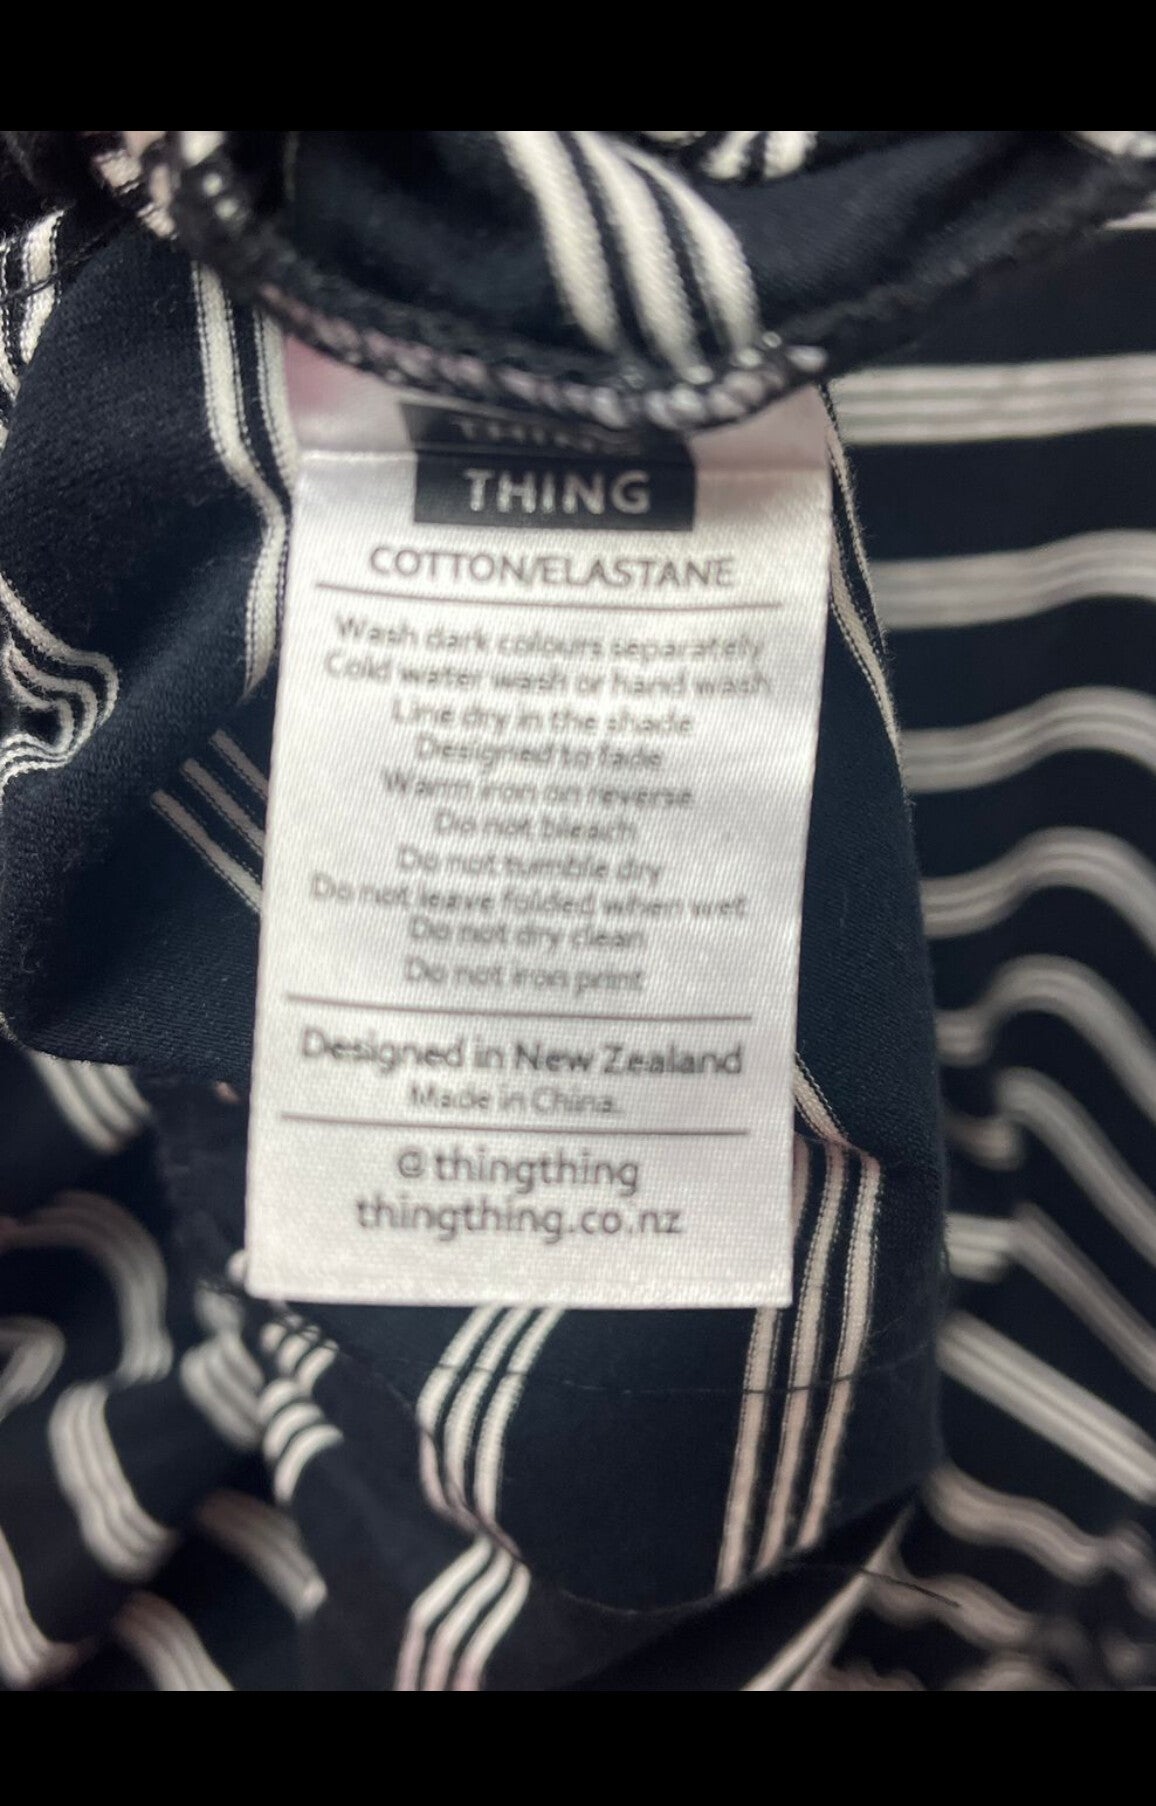 THING
THING
COTTON/ELASTANE
Wash dark colours separately
Cold water wash or hand wash
Line dry in the shade
Designed to fade
Warm iron on reverse
Do not bleach
Do not tumble dry
Do not leave folded when wet
Do not dry clean
Do not iron print
Designed in New Zealand
Made in China.
@thingthing
thingthing.co.nz